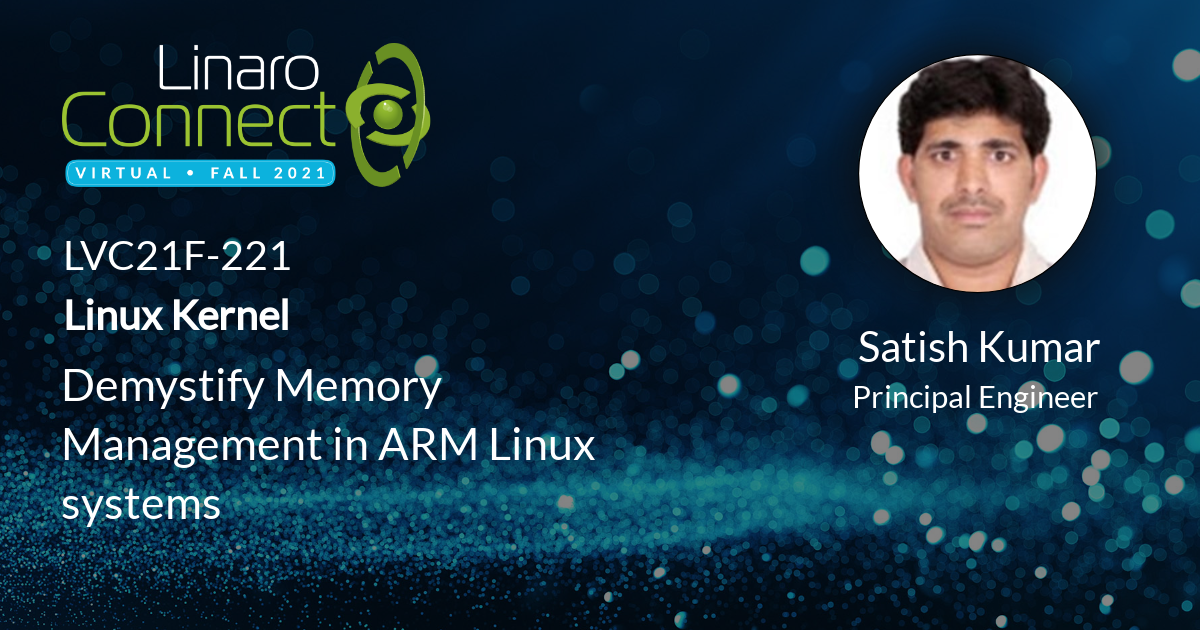 Linaro
Connect
VIRTUAL • FALL 2021
LVC21F-221
Linux Kernel
Demystify Memory
Management in ARM Linux
systems
Satish Kumar
Principal Engineer